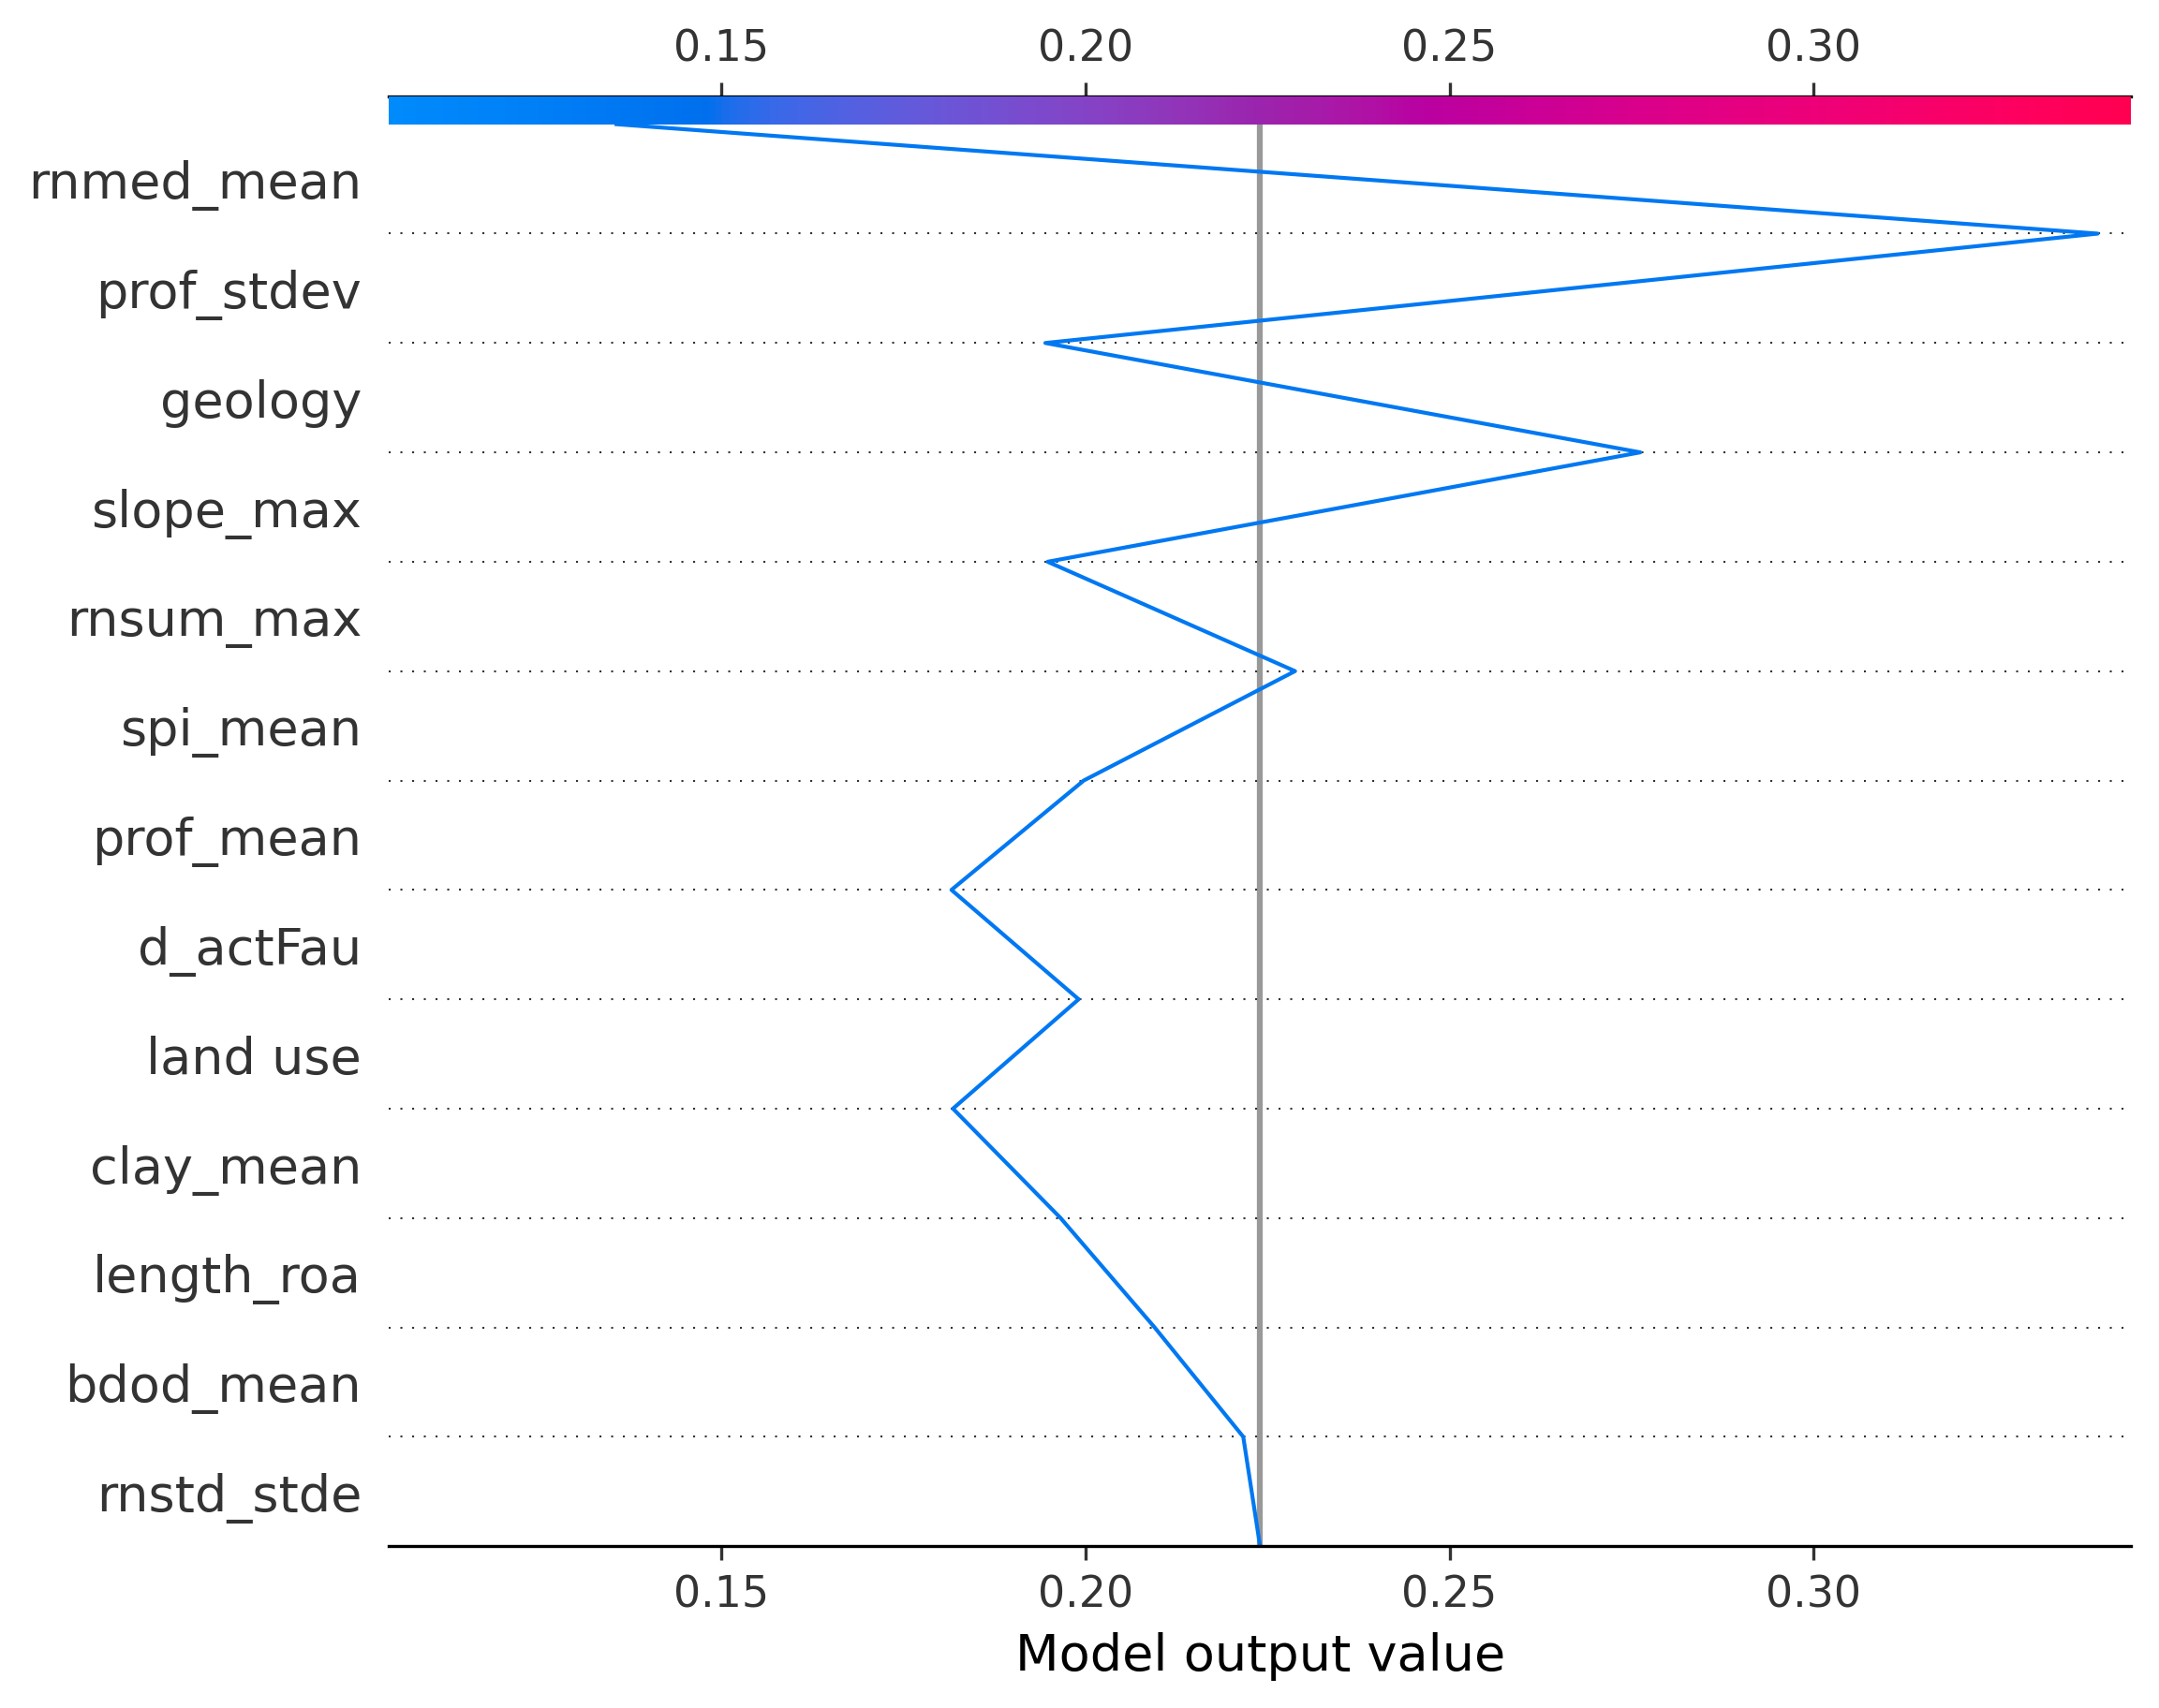 0.15 0.20 0.25 0.30
rnmed_mean
prof_stdev
geology
slope_max
rnsum_max
spi_mean
prof_mean
d_actFau
land use
clay_mean
length_roa
bdod_mean
rnstd_stde
0.15 0.20 0.25 0.30
Model output value